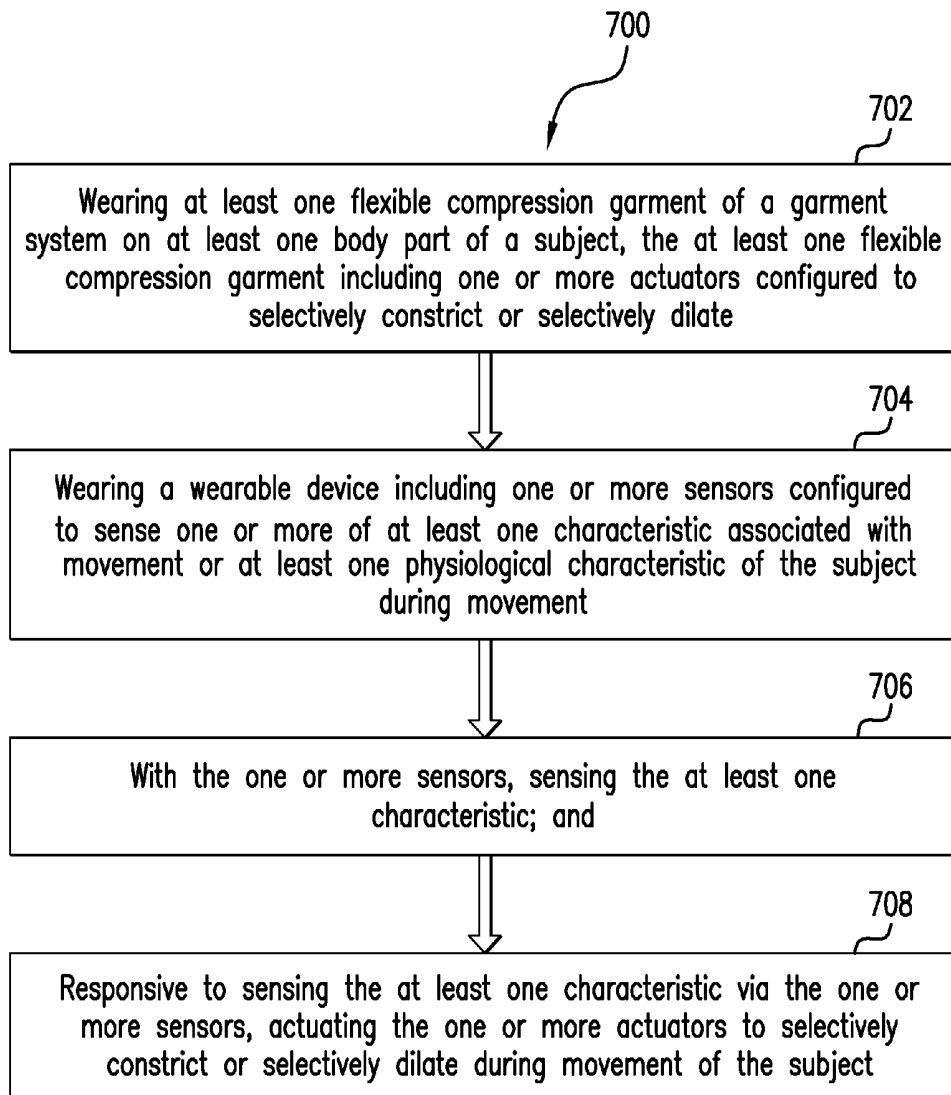 700
702
Wearing at least one flexible compression garment of a garment
system on at least one body part of a subject, the at least one flexible
compression garment including one or more actuators configured to
selectively constrict or selectively dilate
704
Wearing a wearable device including one or more sensors configured
to sense one or more of at least one characteristic associated with
movement or at least one physiological characteristic of the subject
during movement
706
With the one or more sensors, sensing the at least one
characteristic; and
708
Responsive to sensing the at least one characteristic via the one or
more sensors, actuating the one or more actuators to selectively
constrict or selectively dilate during movement of the subject